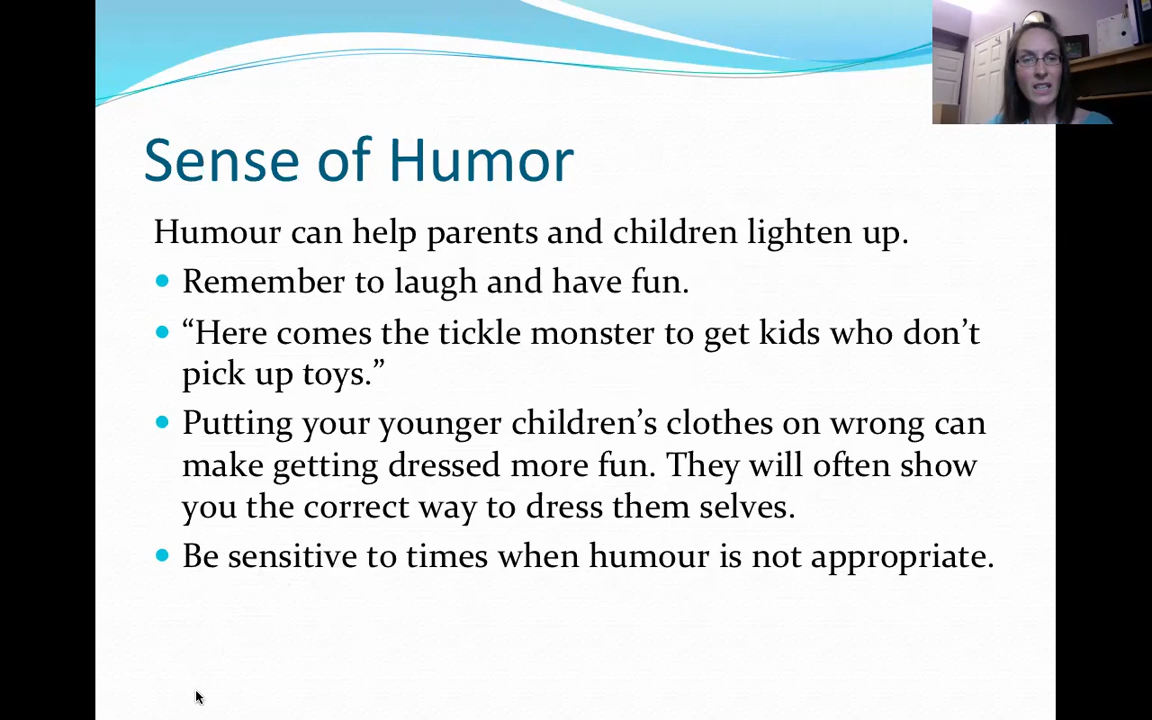 Sense of Humor
Humour can help parents and children lighten up.
Remember to laugh and have fun.
“Here comes the tickle monster to get kids who don’t
pick up toys.”
Putting your younger children’s clothes on wrong can
make getting dressed more fun. They will often show
you the correct way to dress them selves.
Be sensitive to times when humour is not appropriate.